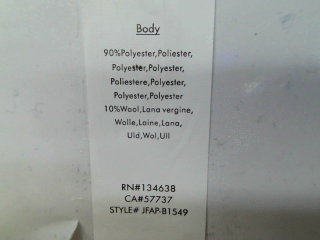 Body
90%Polyester,Poliester,
Polyester,Polyester,
Poliestere,Polyester,
Polyester,Polyester
10%Wool,Lana vergine,
Wolle,Laine,Lana,
Uld,Wol,Ull
RN#134638
CA#57737
STYLE# JFAP-B1549